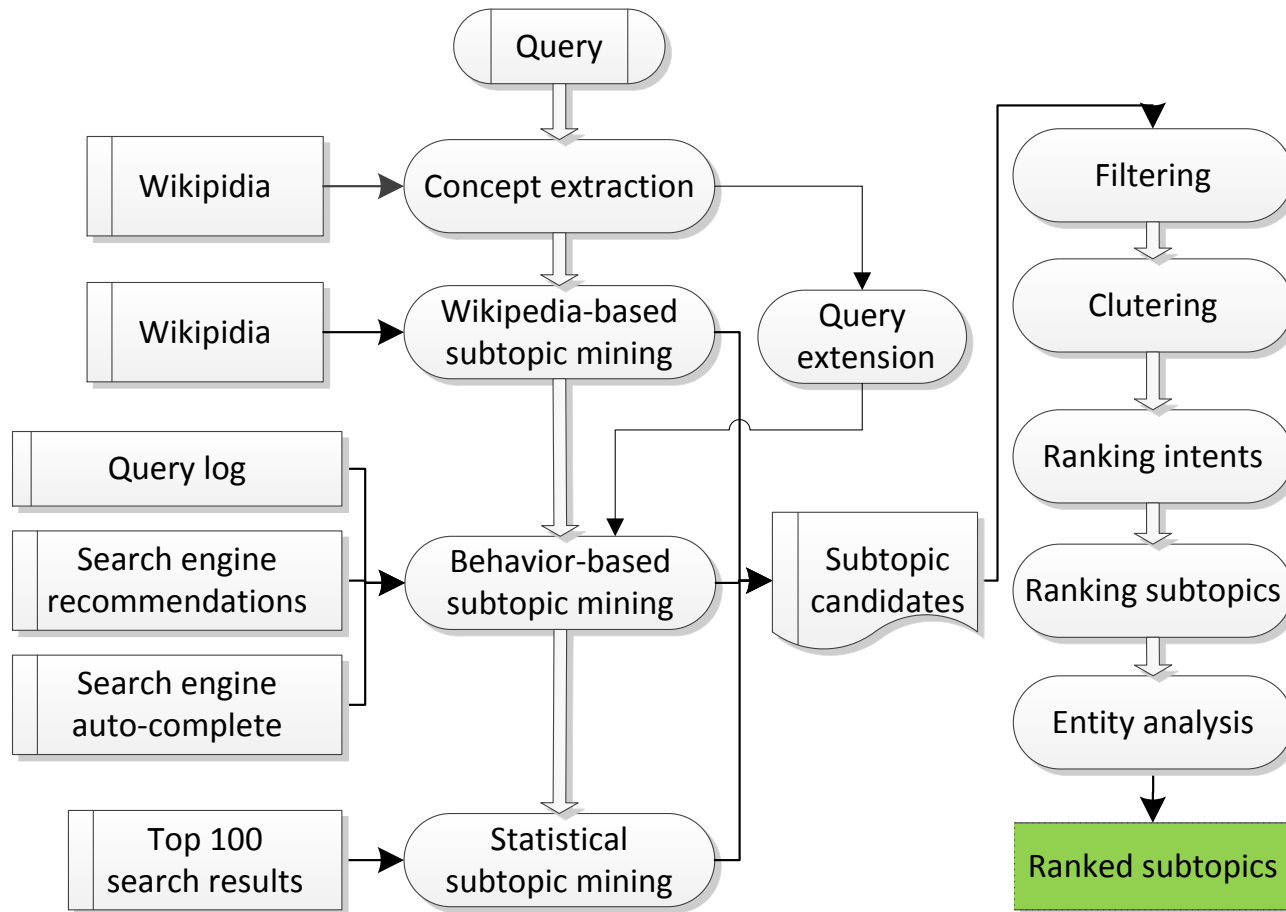 Query
Wikipidia
Concept extraction
Wikipidia
Wikipedia-based
subtopic mining
Query
extension
Query log
Search engine
recommendations
Search engine
auto-complete
Behavior-based
subtopic mining
Top 100
search results
Statistical
subtopic mining
Subtopic
candidates
Filtering
Clutering
Ranking intents
Ranking subtopics
Entity analysis
Ranked subtopics